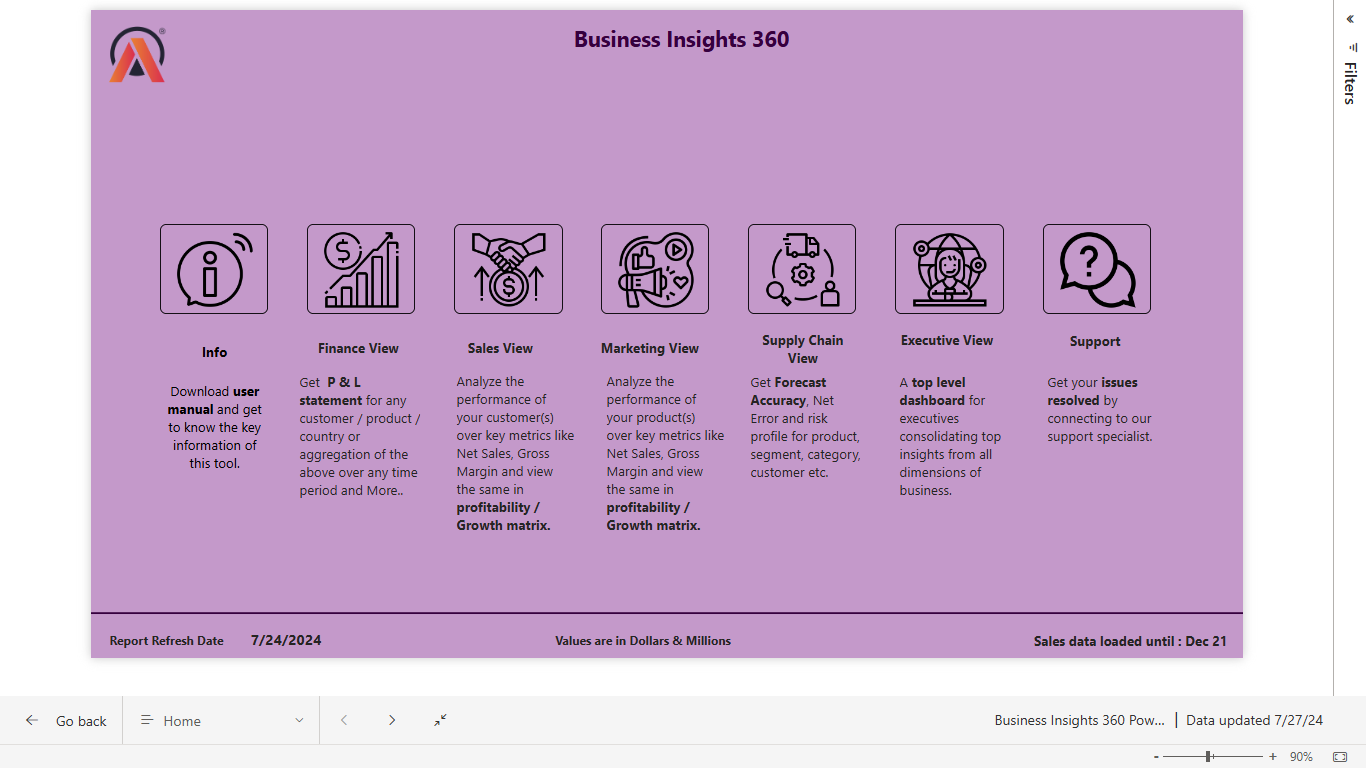 Business Insights 360
®
«
Filters
Info
Download user
manual and get
to know the key
information of
this tool.
Finance View
Get P & L
statement for any
customer / product /
country or
aggregation of the
above over any time
period and More..
Sales View
Analyze the
performance of
your customer(s)
over key metrics like
Net Sales, Gross
Margin and view
the same in
profitability /
Growth matrix.
Marketing View
Analyze the
performance of
your product(s)
over key metrics like
Net Sales, Gross
Margin and view
the same in
profitability /
Growth matrix.
Supply Chain
View
Get Forecast
Accuracy, Net
Error and risk
profile for product,
segment, category,
customer etc.
Executive View
A top level
dashboard for
executives
consolidating top
insights from all
dimensions of
business.
Support
Get your issues
resolved by
connecting to our
support specialist.
Report Refresh Date 7/24/2024
Values are in Dollars & Millions
Sales data loaded until : Dec 21
Go back
Home
Business Insights 360 Pow... | Data updated 7/27/24
- + 90%